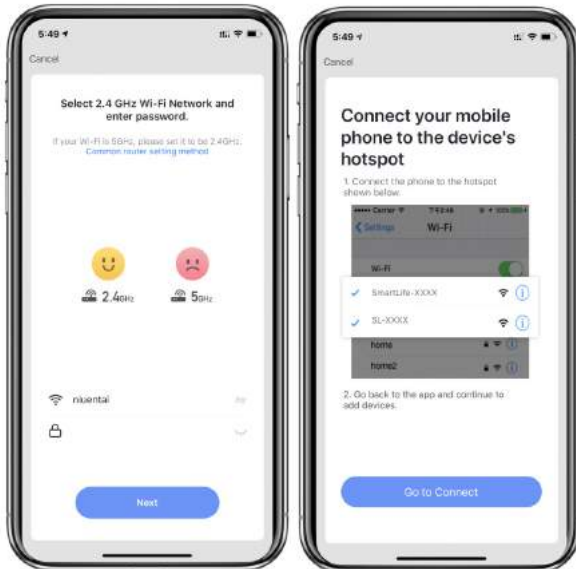 5:49
Cancel
Select 2.4 GHz Wi-Fi Network and
enter password.
If your Wi-Fi is 5GHz, please set it to be 2.4GHz.
Common router setting method
2.4GHz
5GHz
niuentai
Next
5:49
Cancel
Connect your mobile
phone to the device's
hotspot
1. Connect the phone to the hotspot
shown below:
Carrier
Settings
Wi-Fi
Wi-Fi
SmartLife-XXXX
SL-XXXX
home
home2
2. Go back to the app and continue to
add devices.
Go to Connect